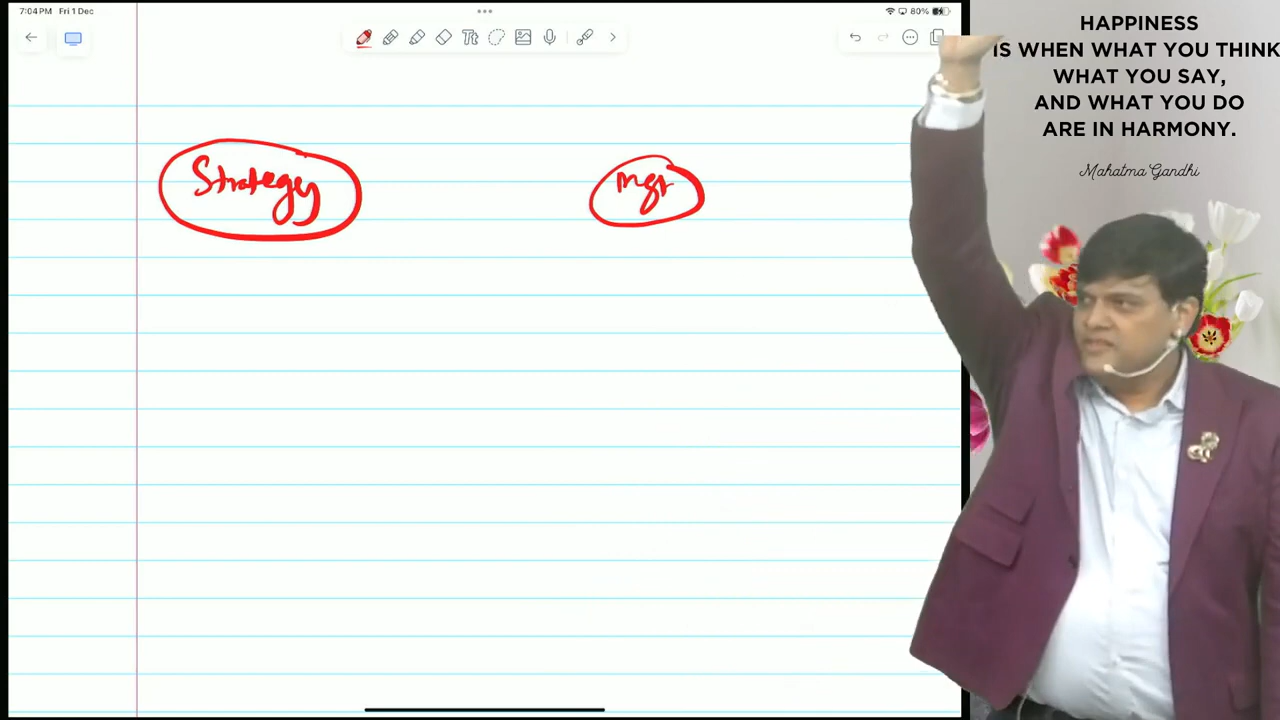 7:04 PM Fri 1 Dec
80%
Tt
Strategy
mgt
HAPPINESS
IS WHEN WHAT YOU THINK
WHAT YOU SAY,
AND WHAT YOU DO
ARE IN HARMONY.
Mahatma Gandhi